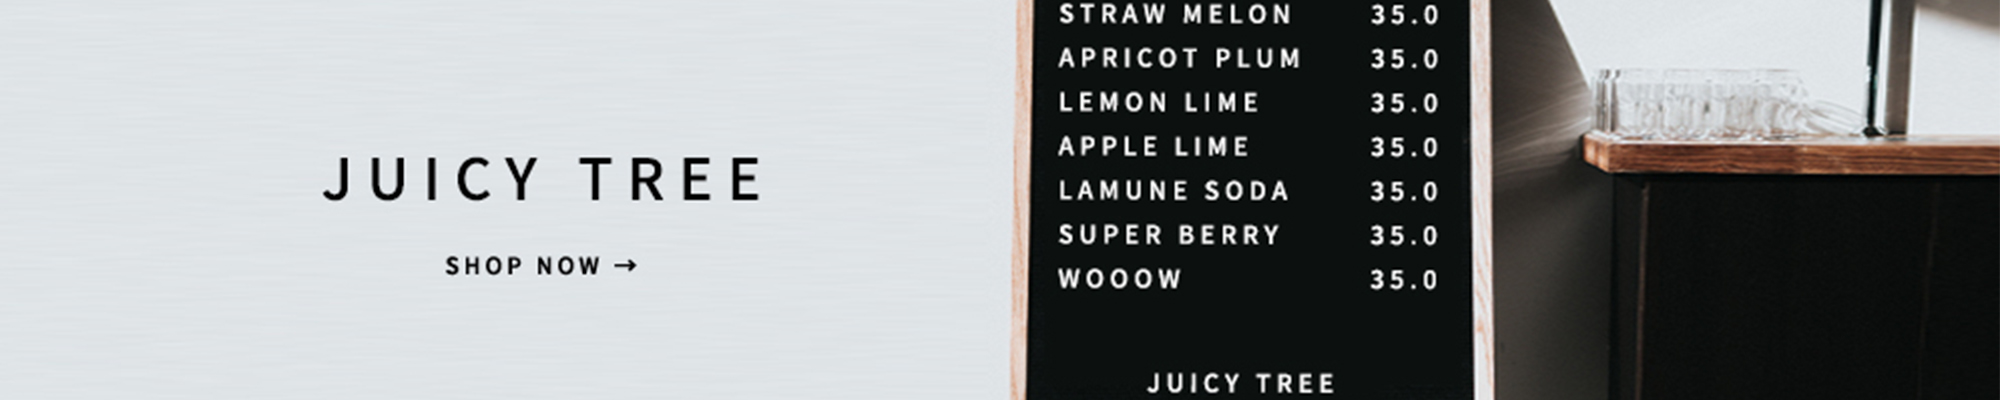 JUICY TREE
SHOP NOW →
STRAW MELON 35.0
APRICOT PLUM 35.0
LEMON LIME 35.0
APPLE LIME 35.0
LAMUNE SODA 35.0
SUPER BERRY 35.0
WOOOW 35.0
JUICY TREE